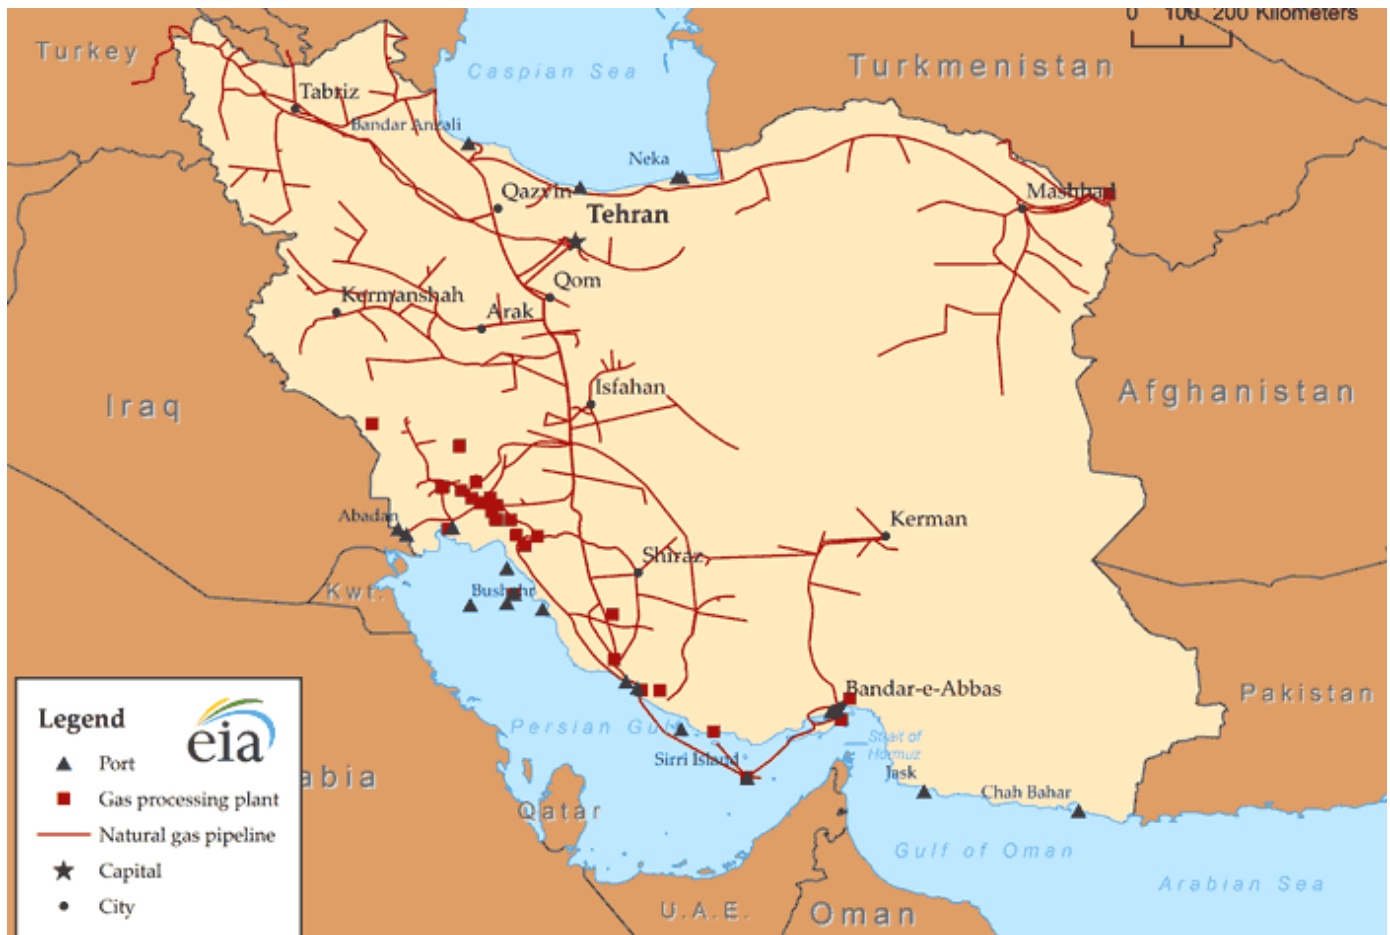 0 100 200 Kilometers
Turkey
Caspian Sea
Turkmenistan
Tabriz
Bandar Anzali
Neka
Qazvin
Mashhad
Tehran
Qom
Kermanshah
Arak
Isfahan
Iraq
Afghanistan
Abadan
Kerman
Shiraz
Kwt.
Bushehr
Bandar-e-Abbas
Pakistan
Persian Gulf
Strait of
Hormuz
Sirri Island
Jask
Chah Bahar
abia
Qatar
Gulf of Oman
Arabian Sea
U.A.E.
Oman
Legend
eia
Port
Gas processing plant
Natural gas pipeline
Capital
City